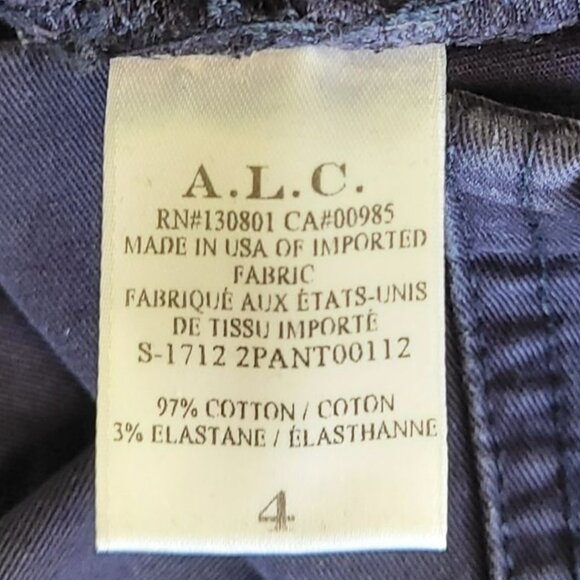 A.L.C.
RN#130801 CA#00985
MADE IN USA OF IMPORTED
FABRIC
FABRIQUÉ AUX ÉTATS-UNIS
DE TISSU IMPORTÉ
S-1712 2PANT00112
97% COTTON / COTON
3% ELASTANE / ÉLASTHANNE
4